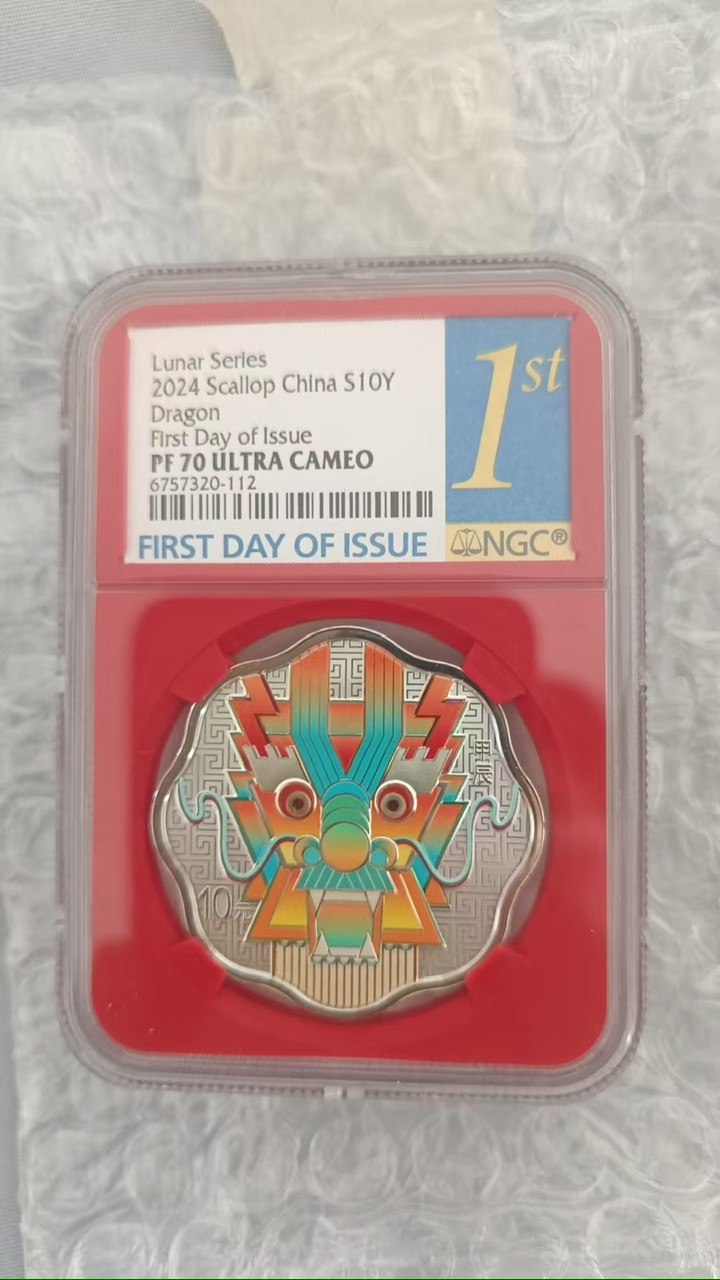 Lunar Series
2024 Scallop China S10Y
Dragon
First Day of Issue
PF 70 ULTRA CAMEO
6757320-112
FIRST DAY OF ISSUE
1st
NGC®
甲辰
10元